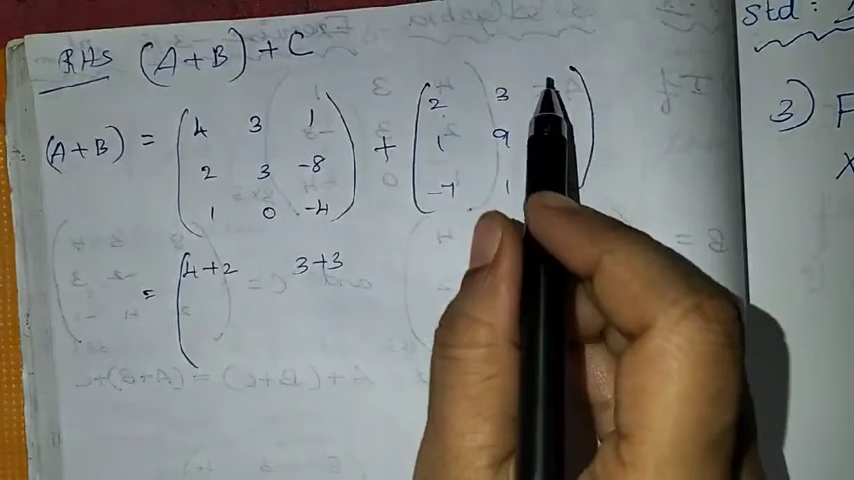 RHS (A+B)+C
(A+B) = ( 4 3 1 ) + ( 2 3
2 3 -8 1 9
1 0 -4 -7 1
= ( 4+2 3+3
Std :
3) F
x